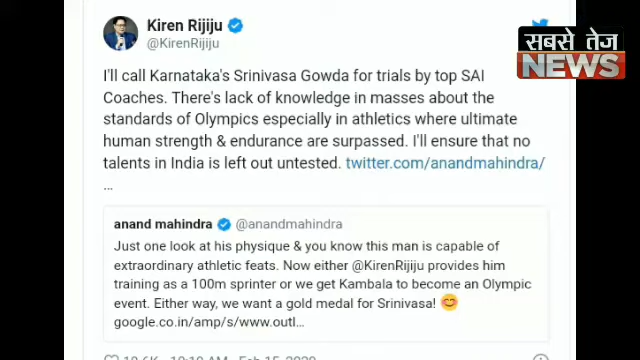 Kiren Rijiju
@KirenRijiju
सबसे तेज
NEWS
I'll call Karnataka's Srinivasa Gowda for trials by top SAI
Coaches. There's lack of knowledge in masses about the
standards of Olympics especially in athletics where ultimate
human strength & endurance are surpassed. I'll ensure that no
talents in India is left out untested. twitter.com/anandmahindra/
...
anand mahindra @anandmahindra
Just one look at his physique & you know this man is capable of
extraordinary athletic feats. Now either @KirenRijiju provides him
training as a 100m sprinter or we get Kambala to become an Olympic
event. Either way, we want a gold medal for Srinivasa! 😊
google.co.in/amp/s/www.outl...